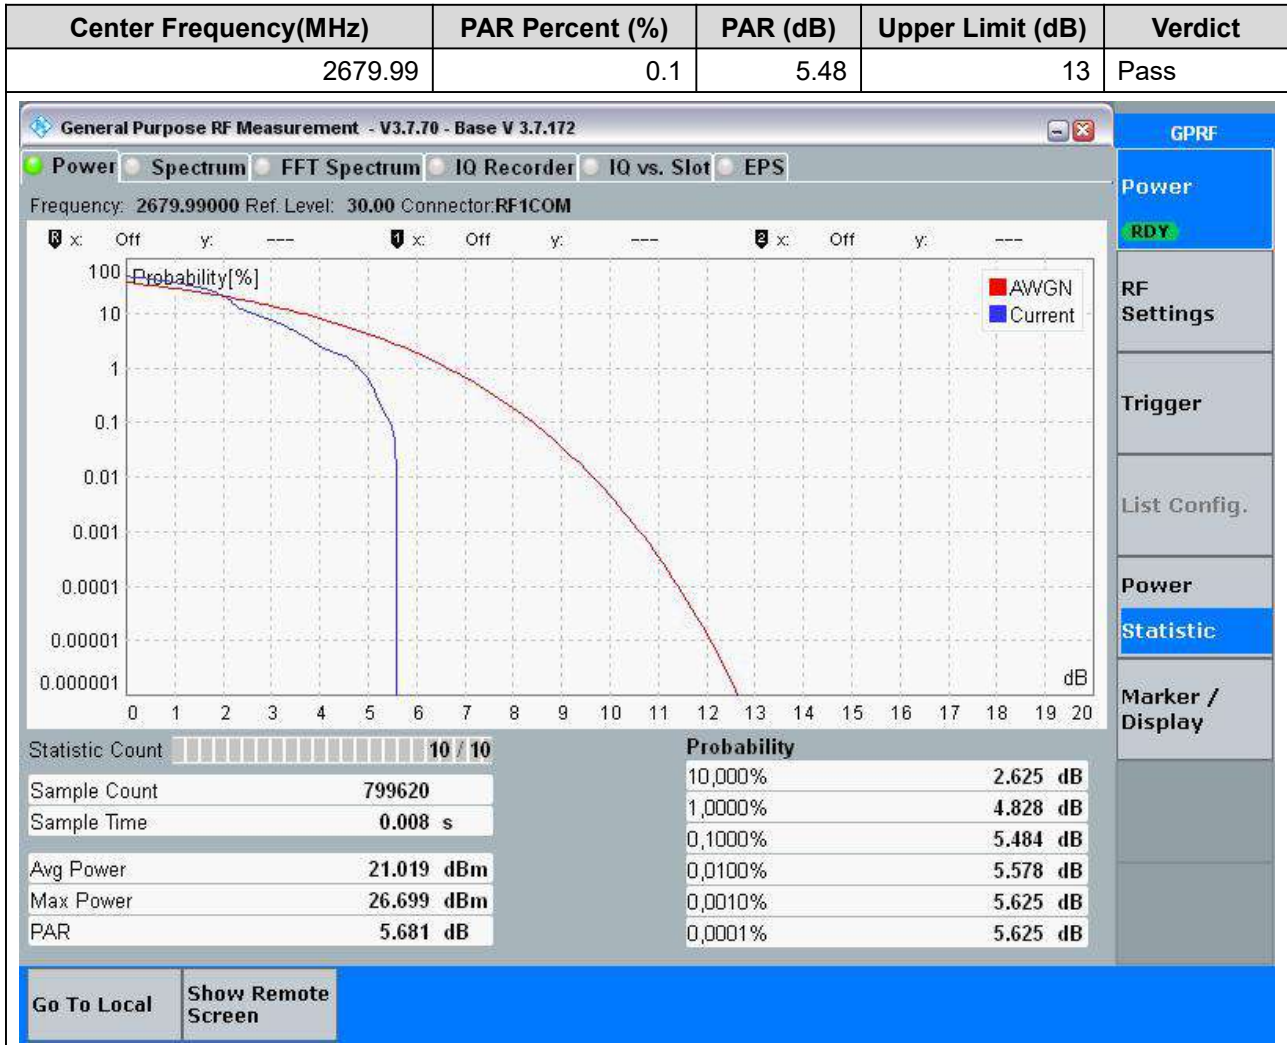 Center Frequency(MHz) PAR Percent (%) PAR (dB) Upper Limit (dB) Verdict
2679.99 0.1 5.48 13 Pass
General Purpose RF Measurement - V3.7.70 - Base V 3.7.172
GPRF
Power Spectrum FFT Spectrum IQ Recorder IQ vs. Slot EPS
Power
RDY
Frequency: 2679.99000 Ref. Level: 30.00 Connector:RF1COM
R x: Off y: --- 1 x: Off y: --- 2 x: Off y: ---
Probability[%]
AWGN
Current
100
10
1
0.1
0.01
0.001
0.0001
0.00001
0.000001
dB
0 1 2 3 4 5 6 7 8 9 10 11 12 13 14 15 16 17 18 19 20
RF
Settings
Trigger
List Config.
Power
Statistic
Marker /
Display
Statistic Count 10 / 10
Sample Count 799620
Sample Time 0.008 s
Avg Power 21.019 dBm
Max Power 26.699 dBm
PAR 5.681 dB
Probability
10,000% 2.625 dB
1,0000% 4.828 dB
0,1000% 5.484 dB
0,0100% 5.578 dB
0,0010% 5.625 dB
0,0001% 5.625 dB
Go To Local
Show Remote
Screen